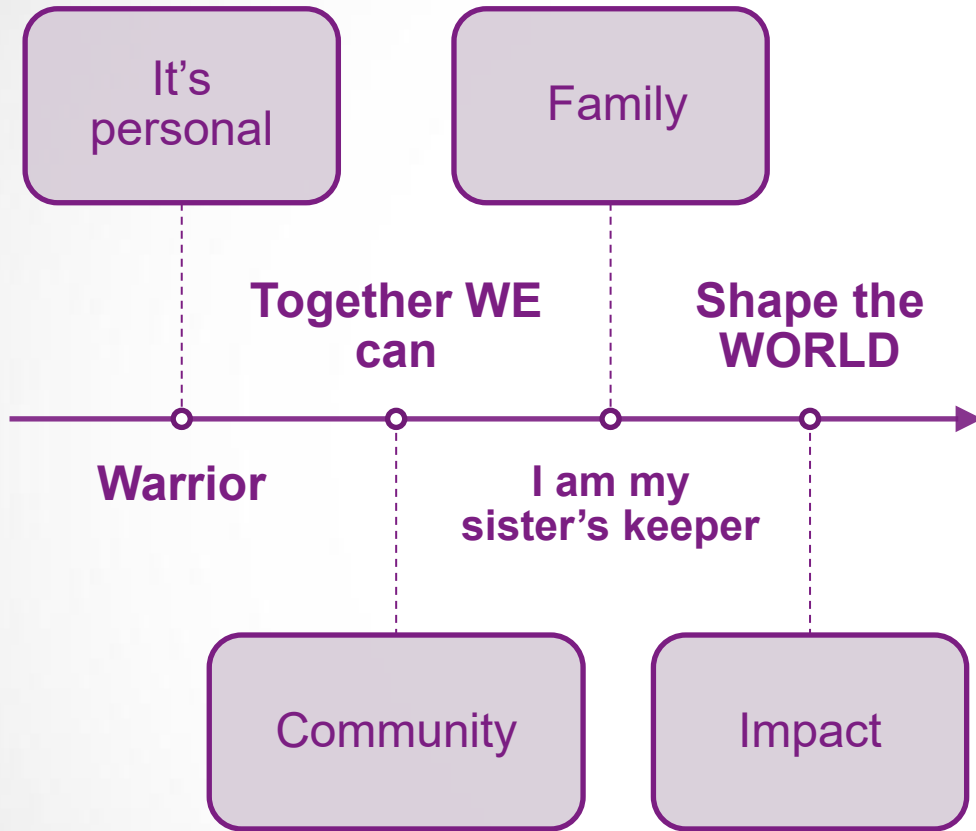 It’s
personal
Family
Together WE
can
Shape the
WORLD
Warrior
I am my
sister’s keeper
Community
Impact